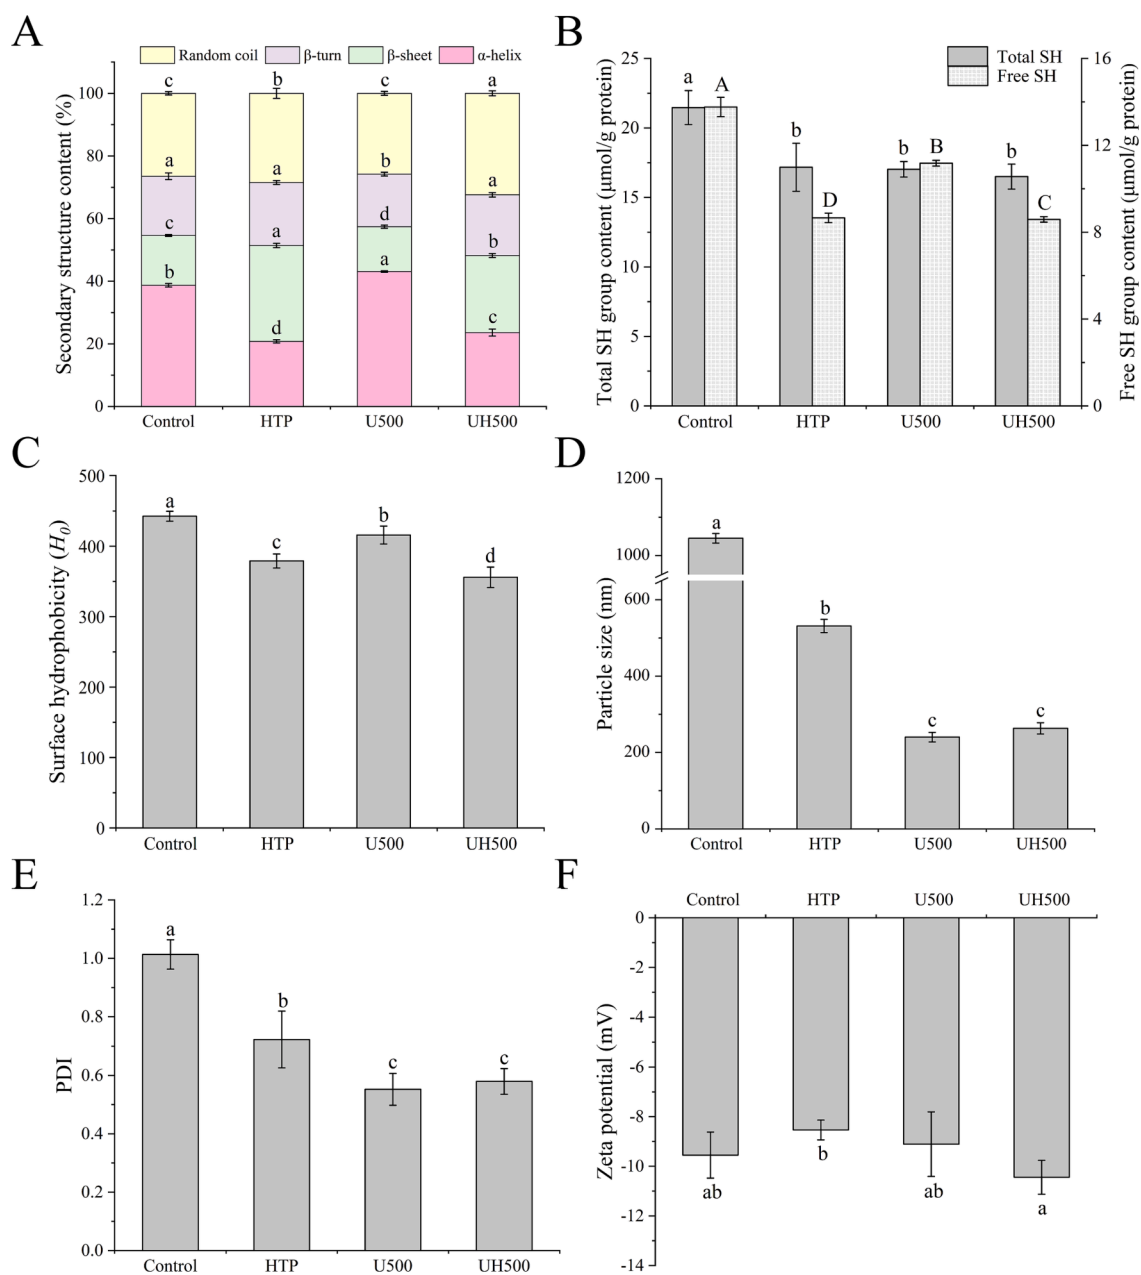 A
Random coil β-turn β-sheet α-helix
Secondary structure content (%)
100
80
60
40
20
0
c b c a
a a b a
c a d b
b d a c
Control HTP U500 UH500
B
Total SH
Free SH
Total SH group content (μmol/g protein)
25
20
15
10
5
0
a A b D b B b C
Free SH group content (μmol/g protein)
16
12
8
4
0
Control HTP U500 UH500
C
Surface hydrophobicity (H0)
500
400
300
200
100
0
a c b d
Control HTP U500 UH500
D
Particle size (nm)
1200
1000
600
400
200
0
a b c c
Control HTP U500 UH500
E
PDI
1.2
1.0
0.8
0.6
0.4
0.2
0.0
a b c c
Control HTP U500 UH500
F
Control HTP U500 UH500
Zeta potential (mV)
0
-2
-4
-6
-8
-10
-12
-14
ab b ab a